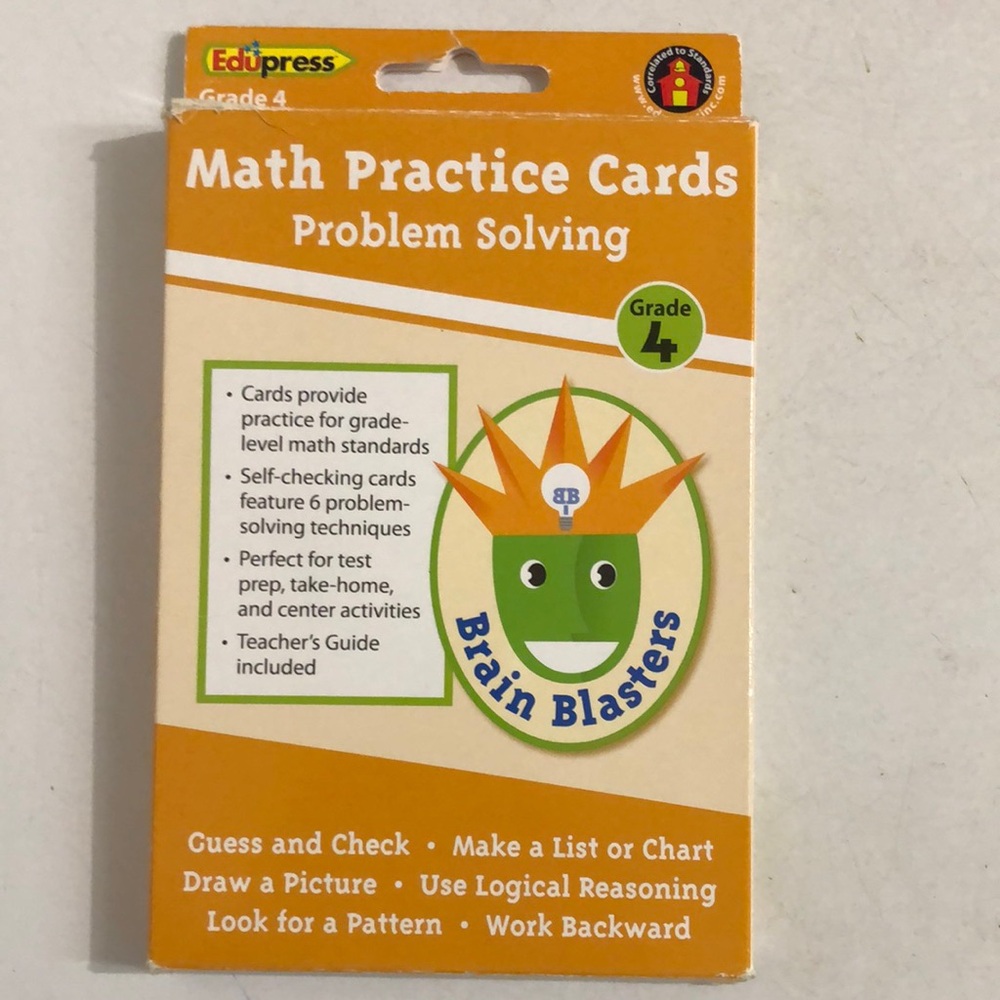 Edupress
Grade 4
Correlated to Standards
Math Practice Cards
Problem Solving
Grade
4
• Cards provide
practice for grade-
level math standards
• Self-checking cards
feature 6 problem-
solving techniques
• Perfect for test
prep, take-home,
and center activities
• Teacher's Guide
included
BB
Brain Blasters
Guess and Check • Make a List or Chart
Draw a Picture • Use Logical Reasoning
Look for a Pattern • Work Backward